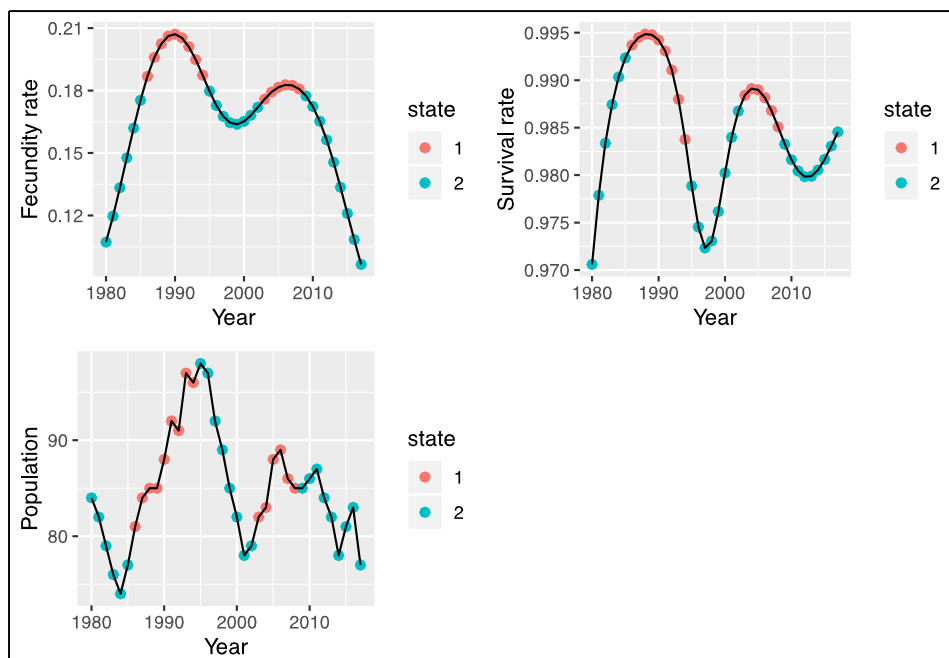 Fecundity rate
0.21
0.18
0.15
0.12
1980 1990 2000 2010
Year
state
1
2
Survival rate
0.995
0.990
0.985
0.980
0.975
0.970
1980 1990 2000 2010
Year
state
1
2
Population
90
80
1980 1990 2000 2010
Year
state
1
2